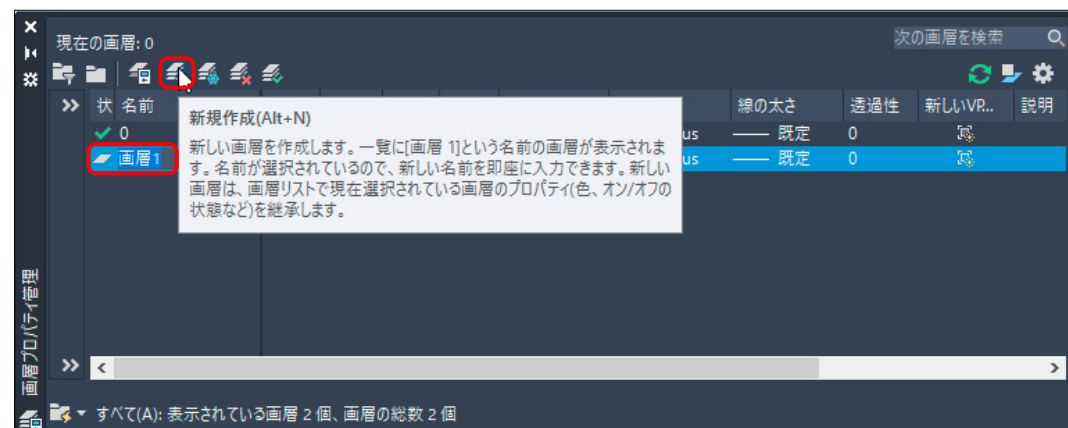 現在の画層: 0
次の画層を検索
状 名前
線の太さ 透過性 新しいVP... 説明
新規作成(Alt+N)
新しい画層を作成します。一覧に[画層 1]という名前の画層が表示されま
す。名前が選択されているので、新しい名前を即座に入力できます。新しい
画層は、画層リストで現在選択されている画層のプロパティ(色、オン/オフの
状態など)を継承します。
0 us 既定 0
画層1 us 既定 0
画層プロパティ管理
すべて(A): 表示されている画層 2 個、画層の総数 2 個